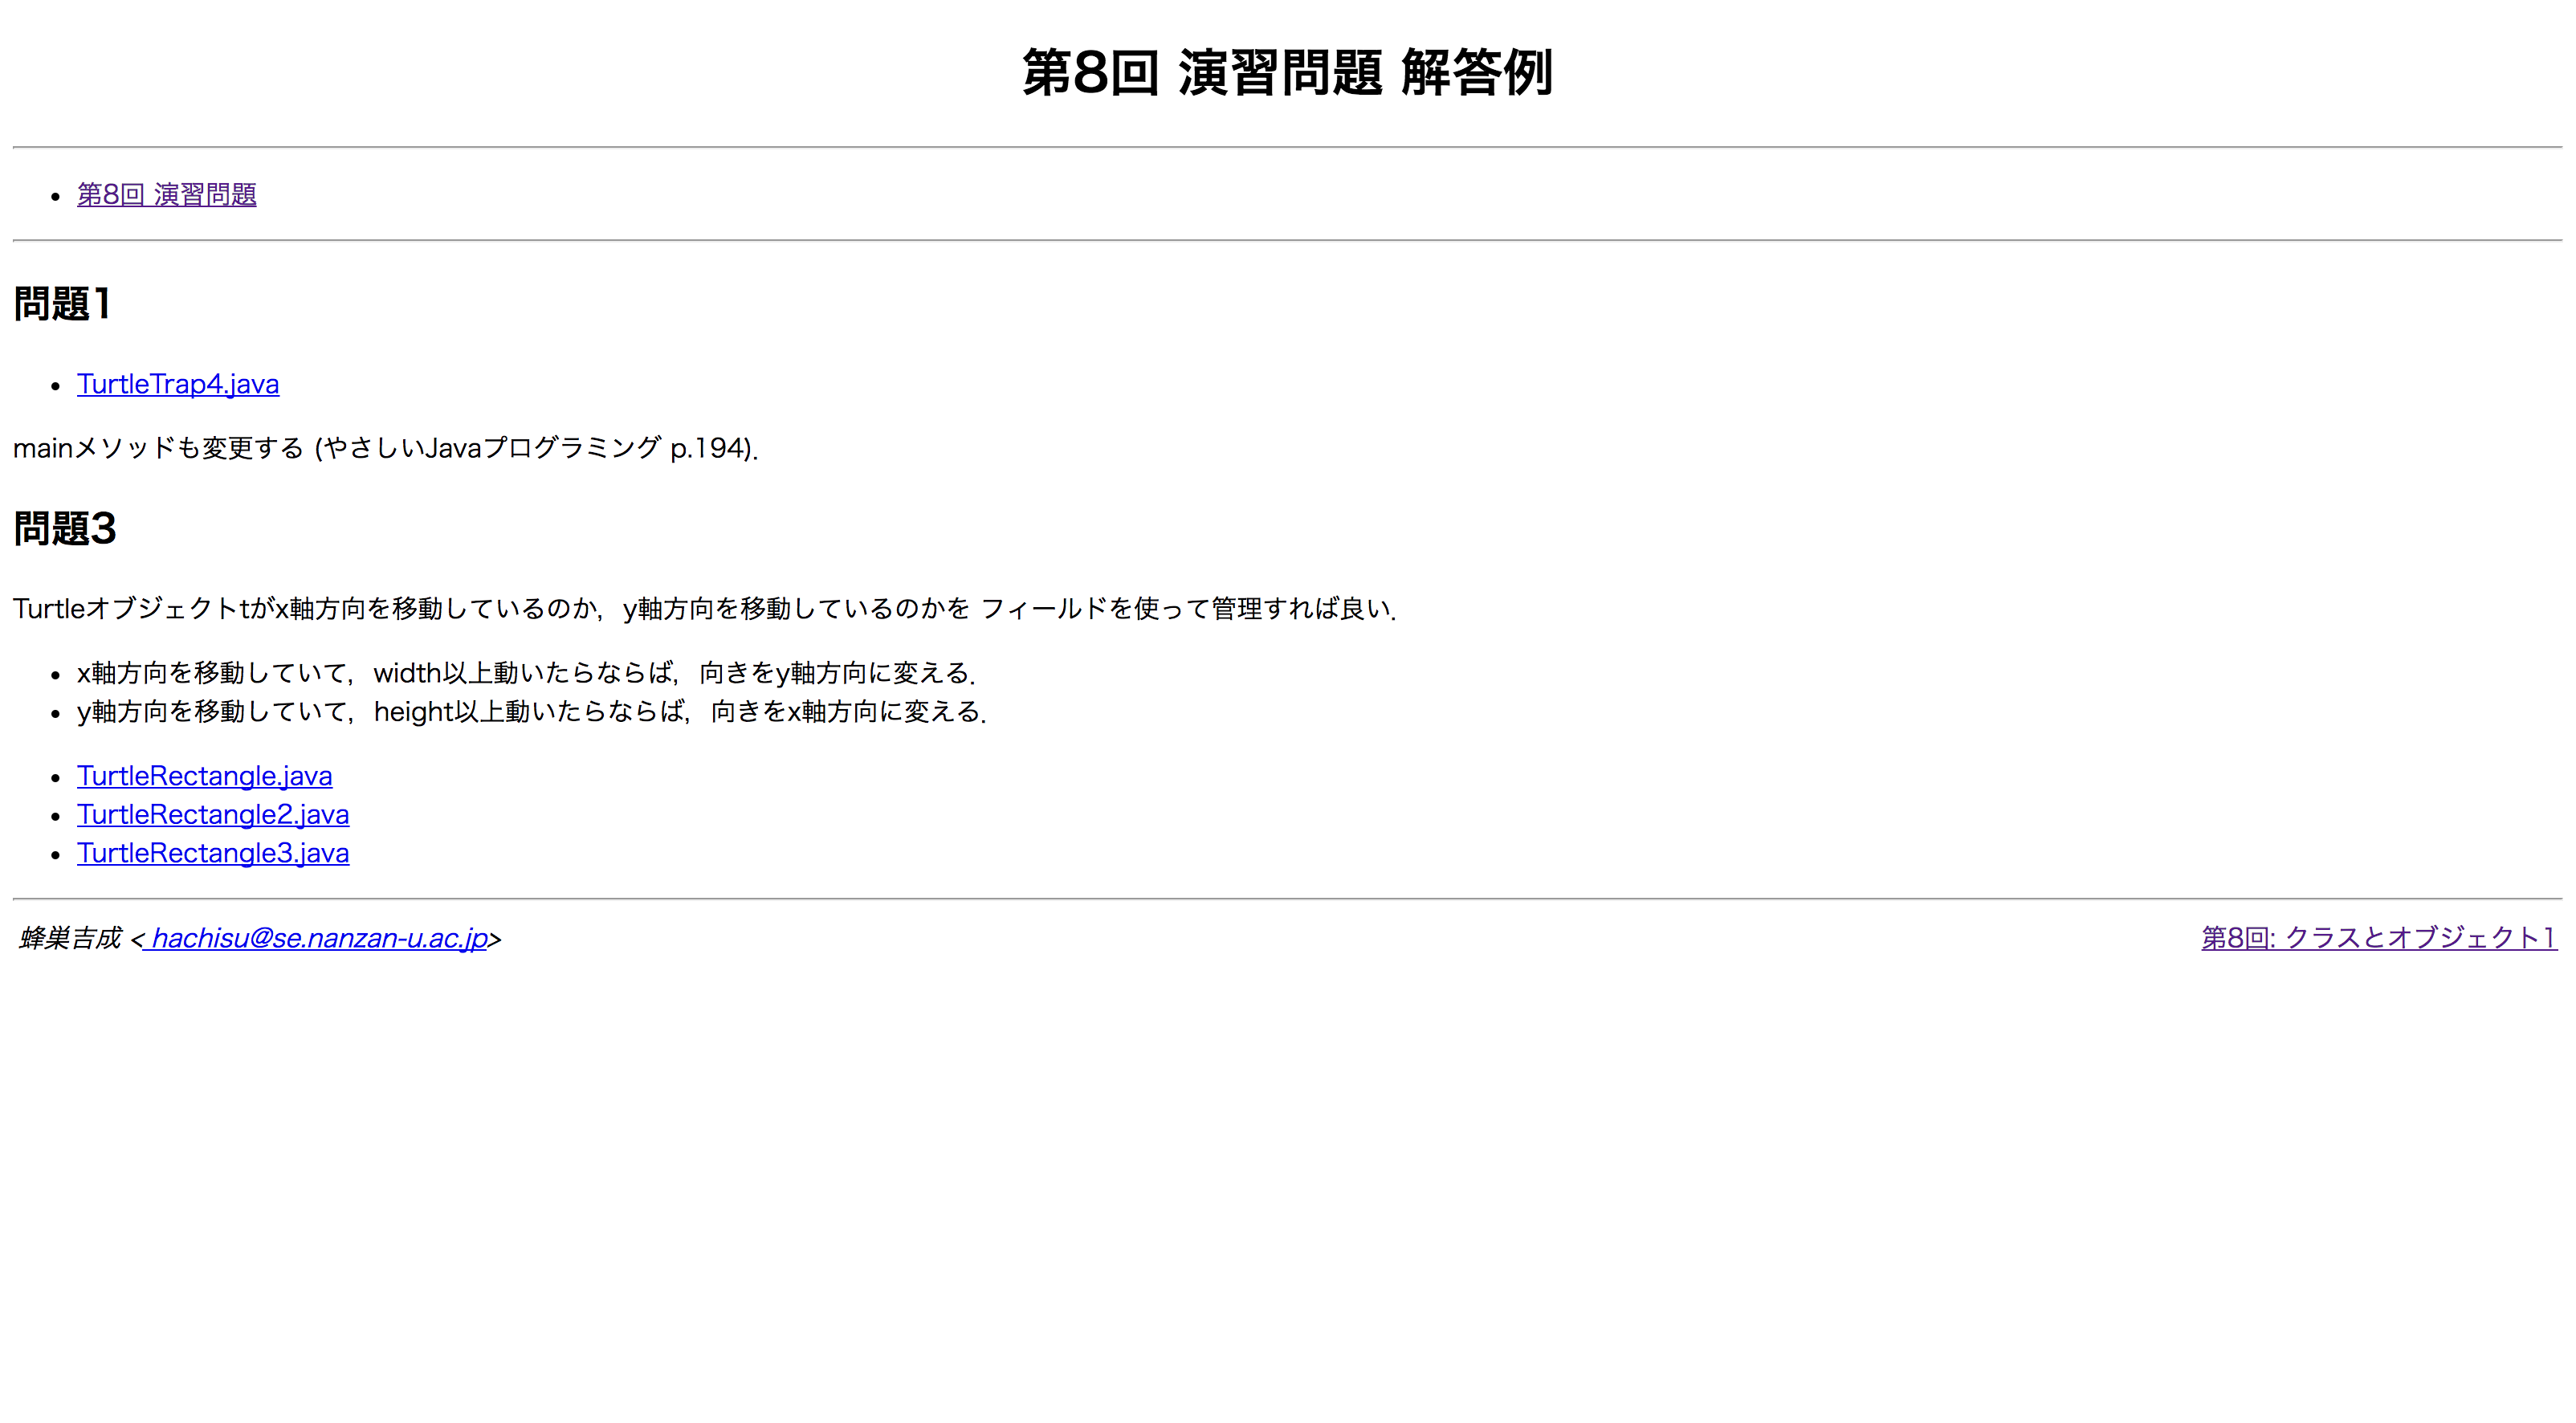 第8回 演習問題 解答例
第8回 演習問題
問題1
TurtleTrap4.java
mainメソッドも変更する (やさしいJavaプログラミング p.194)．
問題3
Turtleオブジェクトtがx軸方向を移動しているのか，y軸方向を移動しているのかを フィールドを使って管理すれば良い．
x軸方向を移動していて，width以上動いたらならば，向きをy軸方向に変える．
y軸方向を移動していて，height以上動いたらならば，向きをx軸方向に変える．
TurtleRectangle.java
TurtleRectangle2.java
TurtleRectangle3.java
蜂巣吉成 < hachisu@se.nanzan-u.ac.jp>
第8回: クラスとオブジェクト1